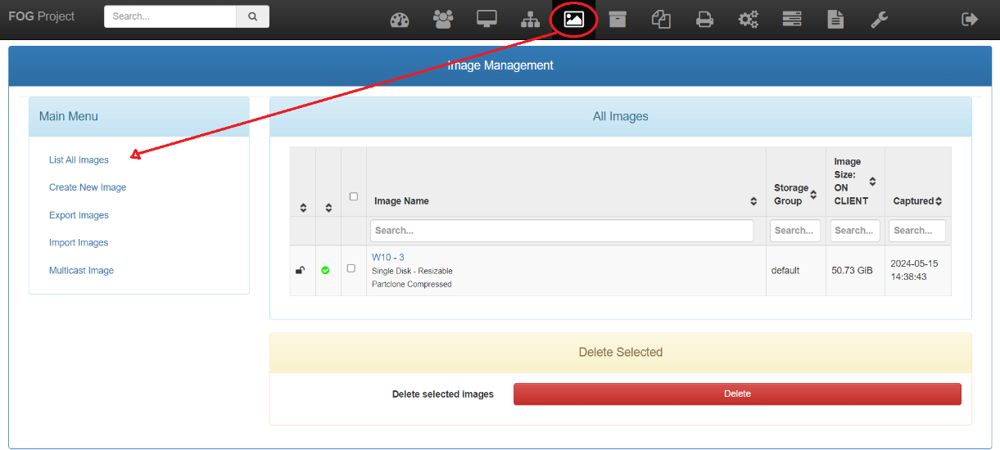 FOG Project
Search...
Image Management
Main Menu
List All Images
Create New Image
Export Images
Import Images
Multicast Image
All Images
Image Name
Storage
Group
Image
Size:
ON
CLIENT
Captured
Search...
Search...
Search...
Search...
W10 - 3
Single Disk - Resizable
Partclone Compressed
default
50.73 GiB
2024-05-15
14:38:43
Delete Selected
Delete selected images
Delete